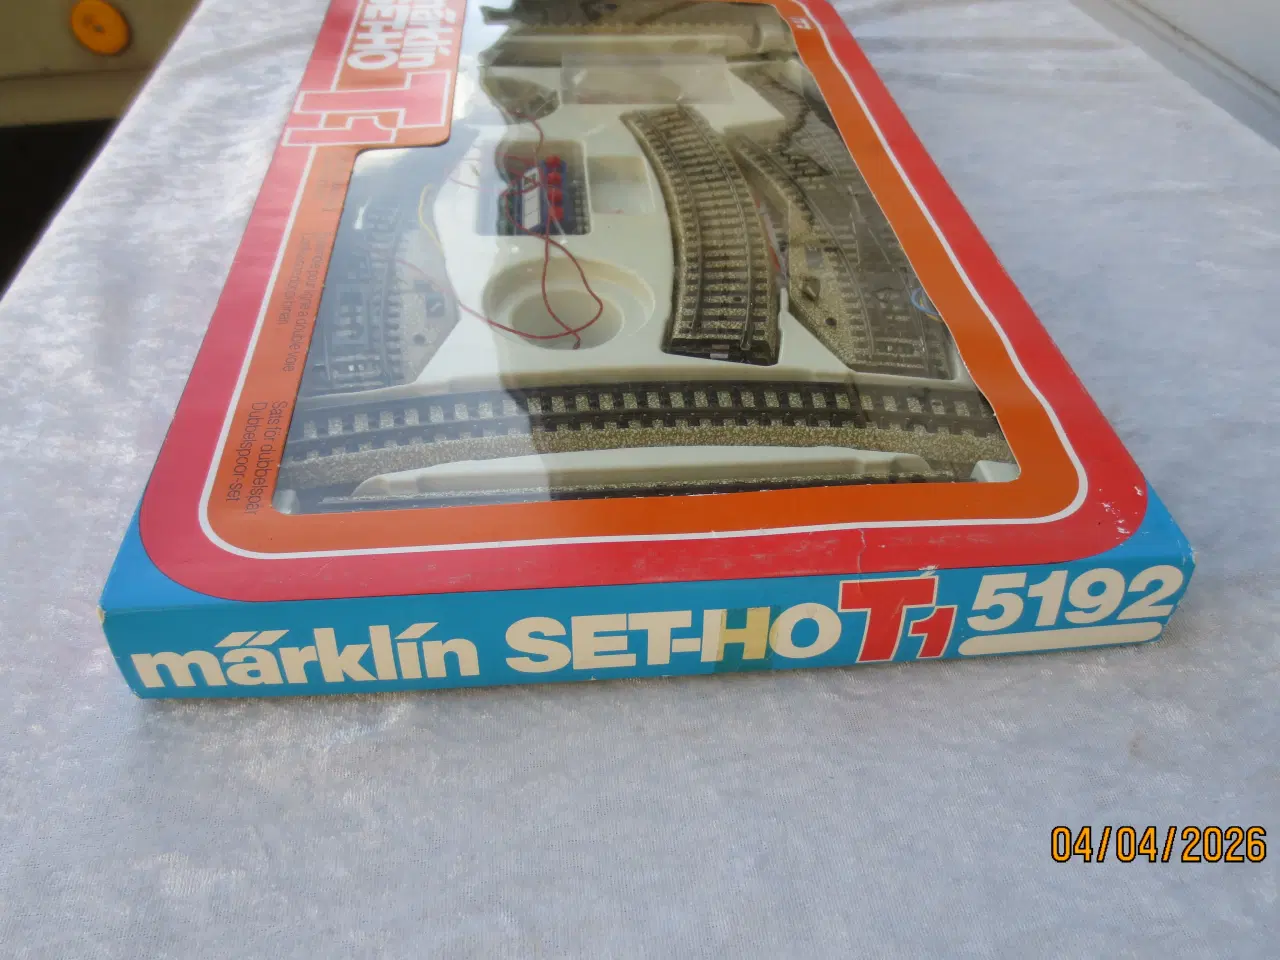 märklin
SET-HO
T1
Sats för dubbelspår
Dubbelspoor-set
märklin SET-HO T1 5192
04/04/2026